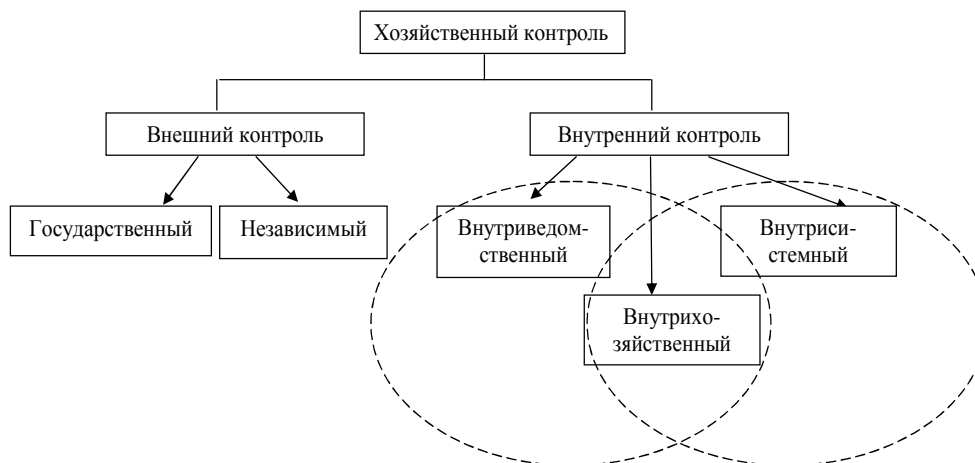 Хозяйственный контроль
Внешний контроль
Внутренний контроль
Государственный
Независимый
Внутриведом-
ственный
Внутриси-
стемный
Внутрихо-
зяйственный